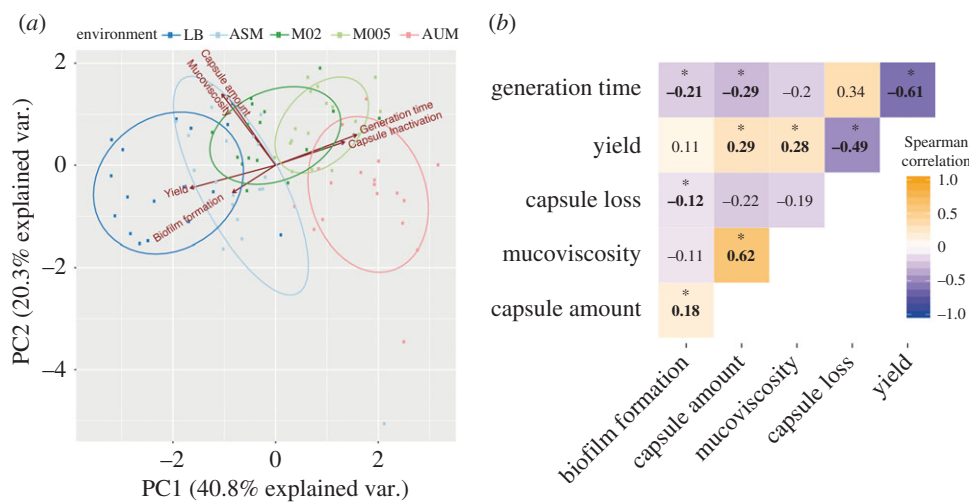 (a)
environment LB ASM M02 M005 AUM
2
0
−2
−4
−2 0 2
PC2 (20.3% explained var.)
PC1 (40.8% explained var.)
Capsule amount
Mucoviscosity
Generation time
Capsule Inactivation
Yield
Biofilm formation
(b)
generation time
* * *
−0.21 −0.29 −0.2 0.34 −0.61
yield
* * *
0.11 0.29 0.28 −0.49
capsule loss
*
−0.12 −0.22 −0.19
mucoviscosity
*
−0.11 0.62
capsule amount
*
0.18
biofilm formation
capsule amount
mucoviscosity
capsule loss
yield
Spearman
correlation
1.0
0.5
0
−0.5
−1.0